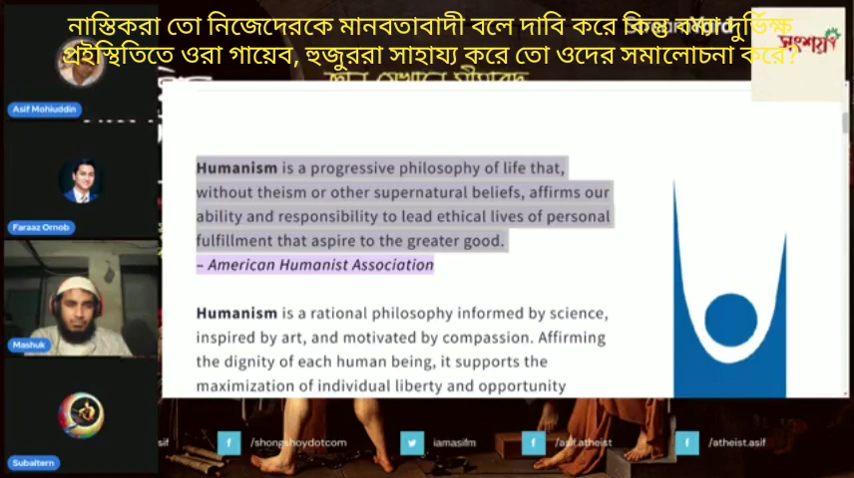 নাস্তিকরা তো নিজেদেরকে মানবতাবাদী বলে দাবি করে কিন্তু বন্যা দুর্ভিক্ষ
প্রইস্থিতিতে ওরা গায়েব, হুজুররা সাহায্য করে তো ওদের সমালোচনা করে?
সংশয়
জ্ঞান যেখানে সীমাবদ্ধ
Asif Mohiuddin
Faraaz Ornob
Mashuk
Subaltern
Humanism is a progressive philosophy of life that,
without theism or other supernatural beliefs, affirms our
ability and responsibility to lead ethical lives of personal
fulfillment that aspire to the greater good.
– American Humanist Association
Humanism is a rational philosophy informed by science,
inspired by art, and motivated by compassion. Affirming
the dignity of each human being, it supports the
maximization of individual liberty and opportunity
sif
/shongshoydotcom
iamasifm
/asif.atheist
/atheist.asif